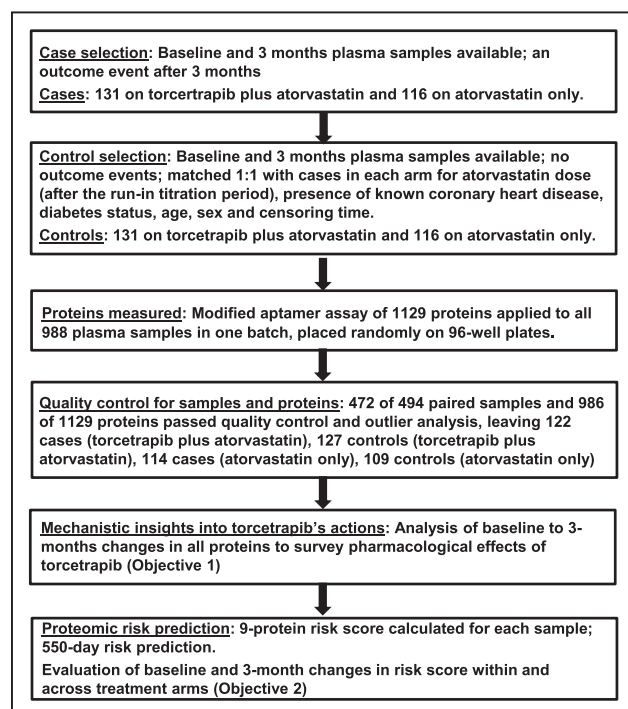 Case selection: Baseline and 3 months plasma samples available; an
outcome event after 3 months
Cases: 131 on torcertrapib plus atorvastatin and 116 on atorvastatin only.
Control selection: Baseline and 3 months plasma samples available; no
outcome events; matched 1:1 with cases in each arm for atorvastatin dose
(after the run-in titration period), presence of known coronary heart disease,
diabetes status, age, sex and censoring time.
Controls: 131 on torcetrapib plus atorvastatin and 116 on atorvastatin only.
Proteins measured: Modified aptamer assay of 1129 proteins applied to all
988 plasma samples in one batch, placed randomly on 96-well plates.
Quality control for samples and proteins: 472 of 494 paired samples and 986
of 1129 proteins passed quality control and outlier analysis, leaving 122
cases (torcetrapib plus atorvastatin), 127 controls (torcetrapib plus
atorvastatin), 114 cases (atorvastatin only), 109 controls (atorvastatin only)
Mechanistic insights into torcetrapib's actions: Analysis of baseline to 3-
months changes in all proteins to survey pharmacological effects of
torcetrapib (Objective 1)
Proteomic risk prediction: 9-protein risk score calculated for each sample;
550-day risk prediction.
Evaluation of baseline and 3-month changes in risk score within and
across treatment arms (Objective 2)